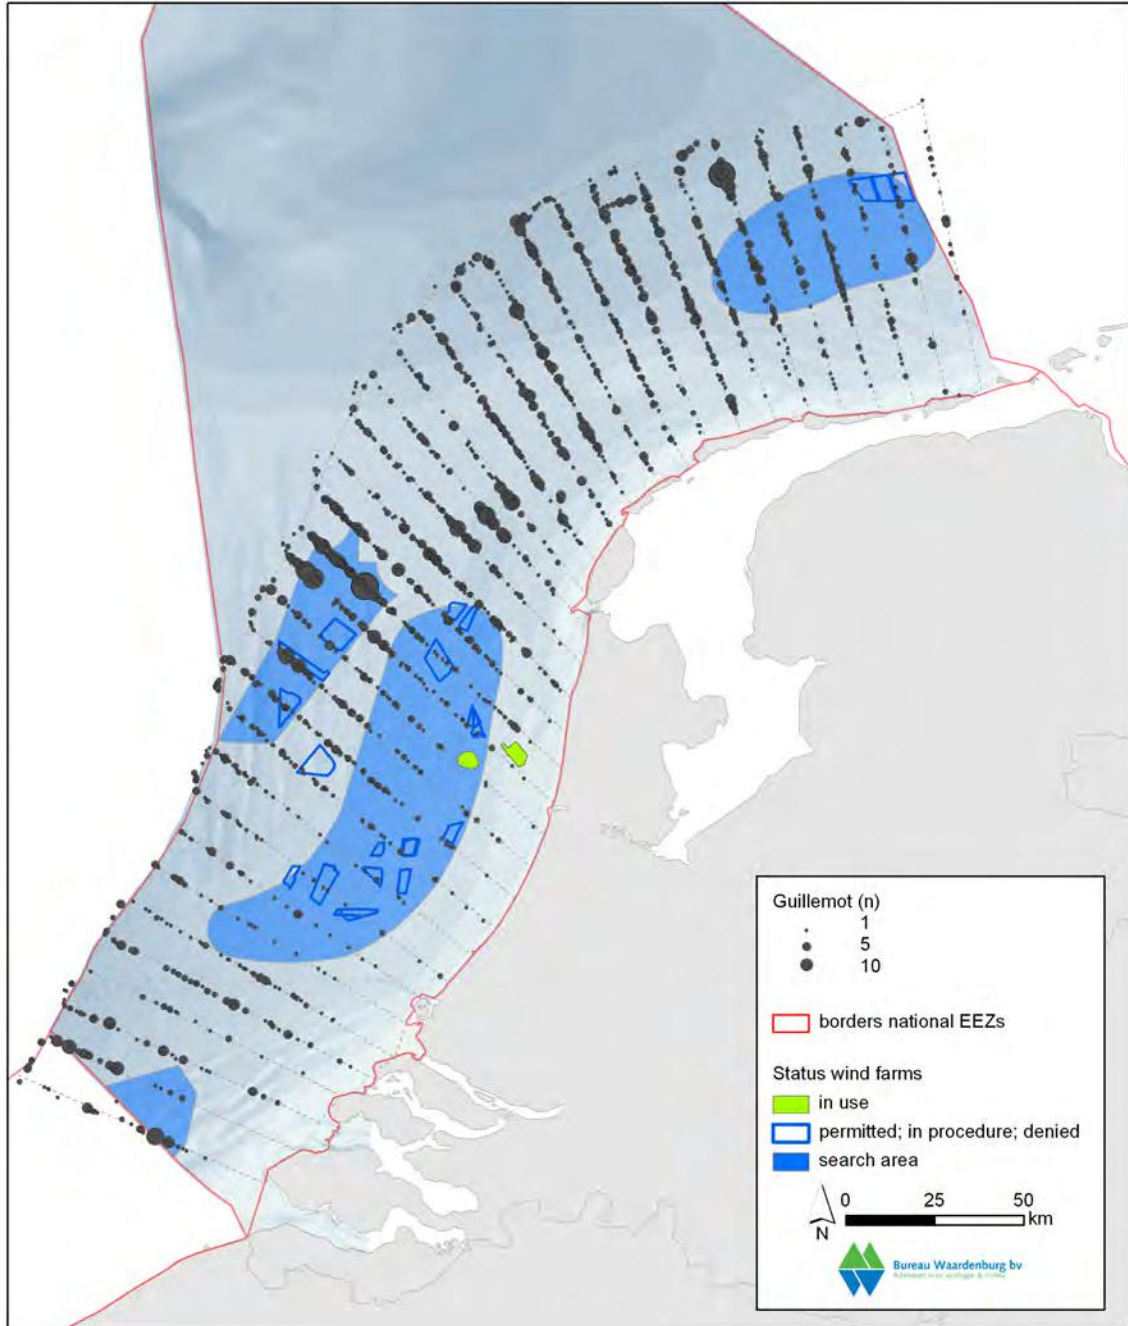 Guillemot (n)
1
5
10
borders national EEZs
Status wind farms
in use
permitted; in procedure; denied
search area
0 25 50
km
N
Bureau Waardenburg bv